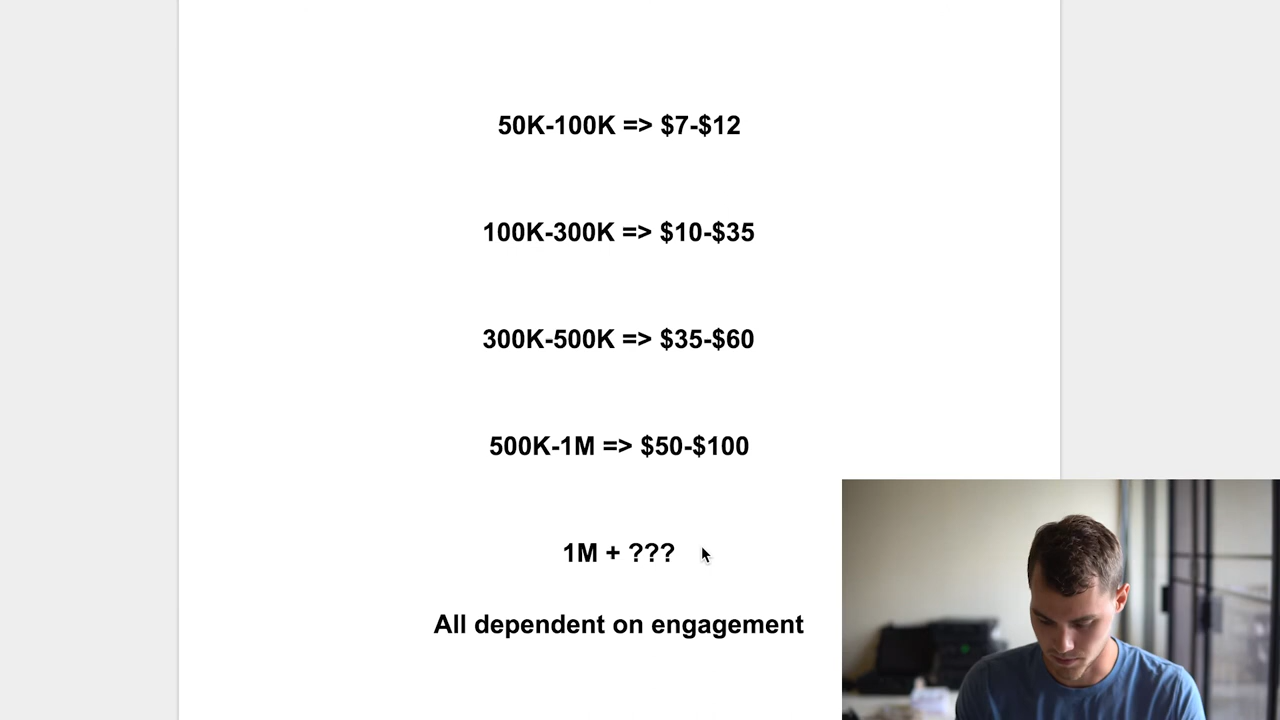 50K-100K => $7-$12
100K-300K => $10-$35
300K-500K => $35-$60
500K-1M => $50-$100
1M + ???
All dependent on engagement